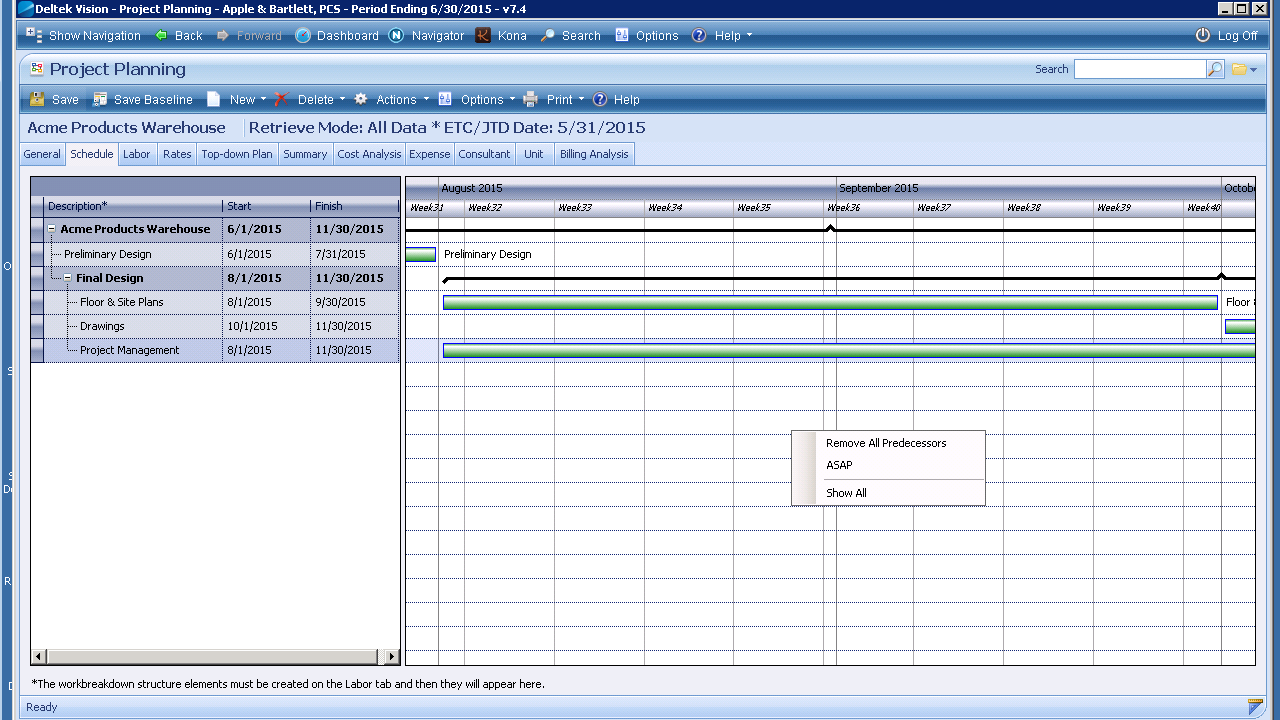 Deltek Vision - Project Planning - Apple & Bartlett, PCS - Period Ending 6/30/2015 - v7.4
Show Navigation Back Forward Dashboard Navigator Kona Search Options Help Log Off
Project Planning Search
Save Save Baseline New Delete Actions Options Print Help
Acme Products Warehouse Retrieve Mode: All Data * ETC/JTD Date: 5/31/2015
General Schedule Labor Rates Top-down Plan Summary Cost Analysis Expense Consultant Unit Billing Analysis
August 2015 September 2015 Octob
Description* Start Finish Week31 Week32 Week33 Week34 Week35 Week36 Week37 Week38 Week39 Week40
Acme Products Warehouse 6/1/2015 11/30/2015
Preliminary Design 6/1/2015 7/31/2015 Preliminary Design
Final Design 8/1/2015 11/30/2015
Floor & Site Plans 8/1/2015 9/30/2015 Floor
Drawings 10/1/2015 11/30/2015
Project Management 8/1/2015 11/30/2015
Remove All Predecessors
ASAP
Show All
*The workbreakdown structure elements must be created on the Labor tab and then they will appear here.
Ready